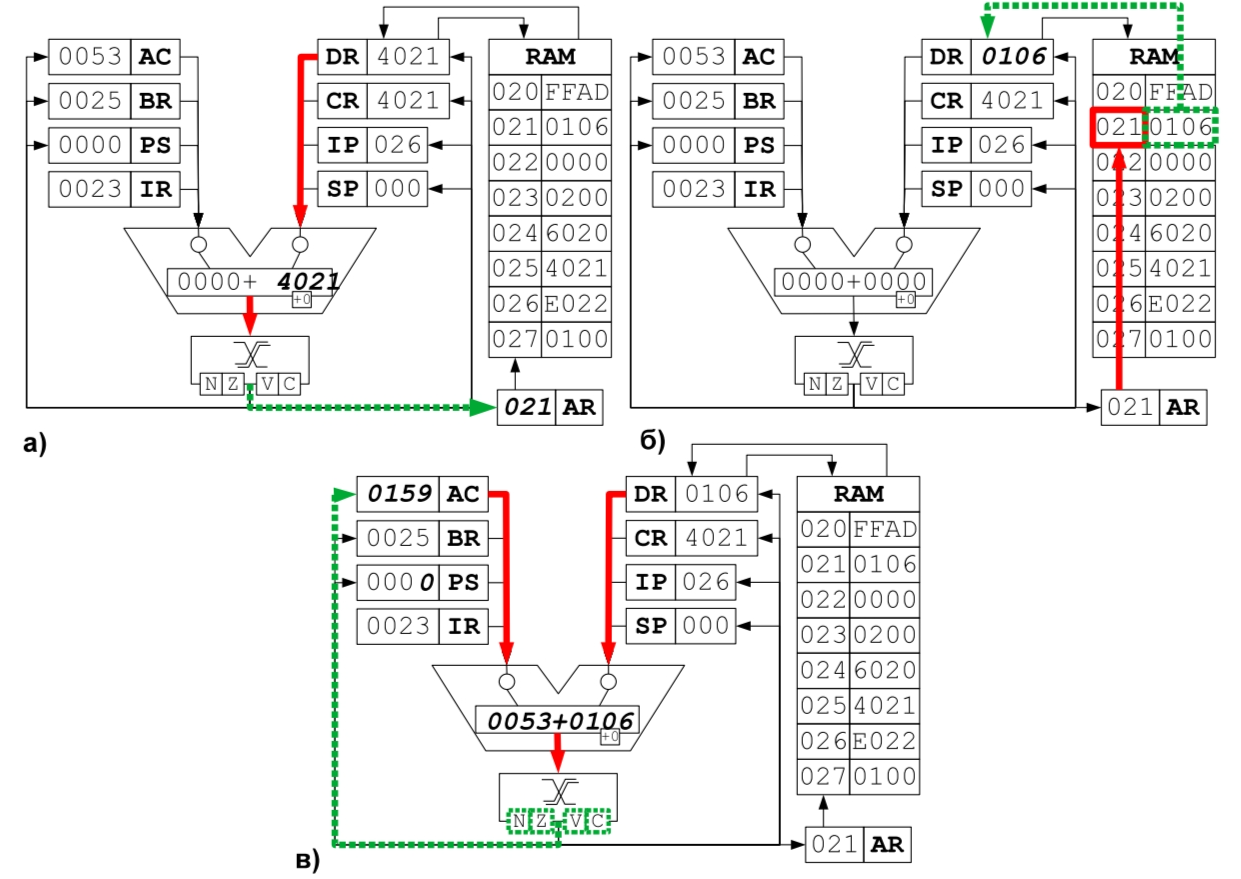 0053 AC
0025 BR
0000 PS
0023 IR
DR 4021
CR 4021
IP 026
SP 000
RAM
020 FFAD
021 0106
022 0000
023 0200
024 6020
025 4021
026 E022
027 0100
0000+ 4021
+0
N Z V C
021 AR
а)
0053 AC
0025 BR
0000 PS
0023 IR
DR 0106
CR 4021
IP 026
SP 000
RAM
020 FFAD
021 0106
022 0000
023 0200
024 6020
025 4021
026 E022
027 0100
0000+0000
+0
N Z V C
021 AR
б)
0159 AC
0025 BR
0000 PS
0023 IR
DR 0106
CR 4021
IP 026
SP 000
RAM
020 FFAD
021 0106
022 0000
023 0200
024 6020
025 4021
026 E022
027 0100
0053+0106
+0
N Z V C
021 AR
в)